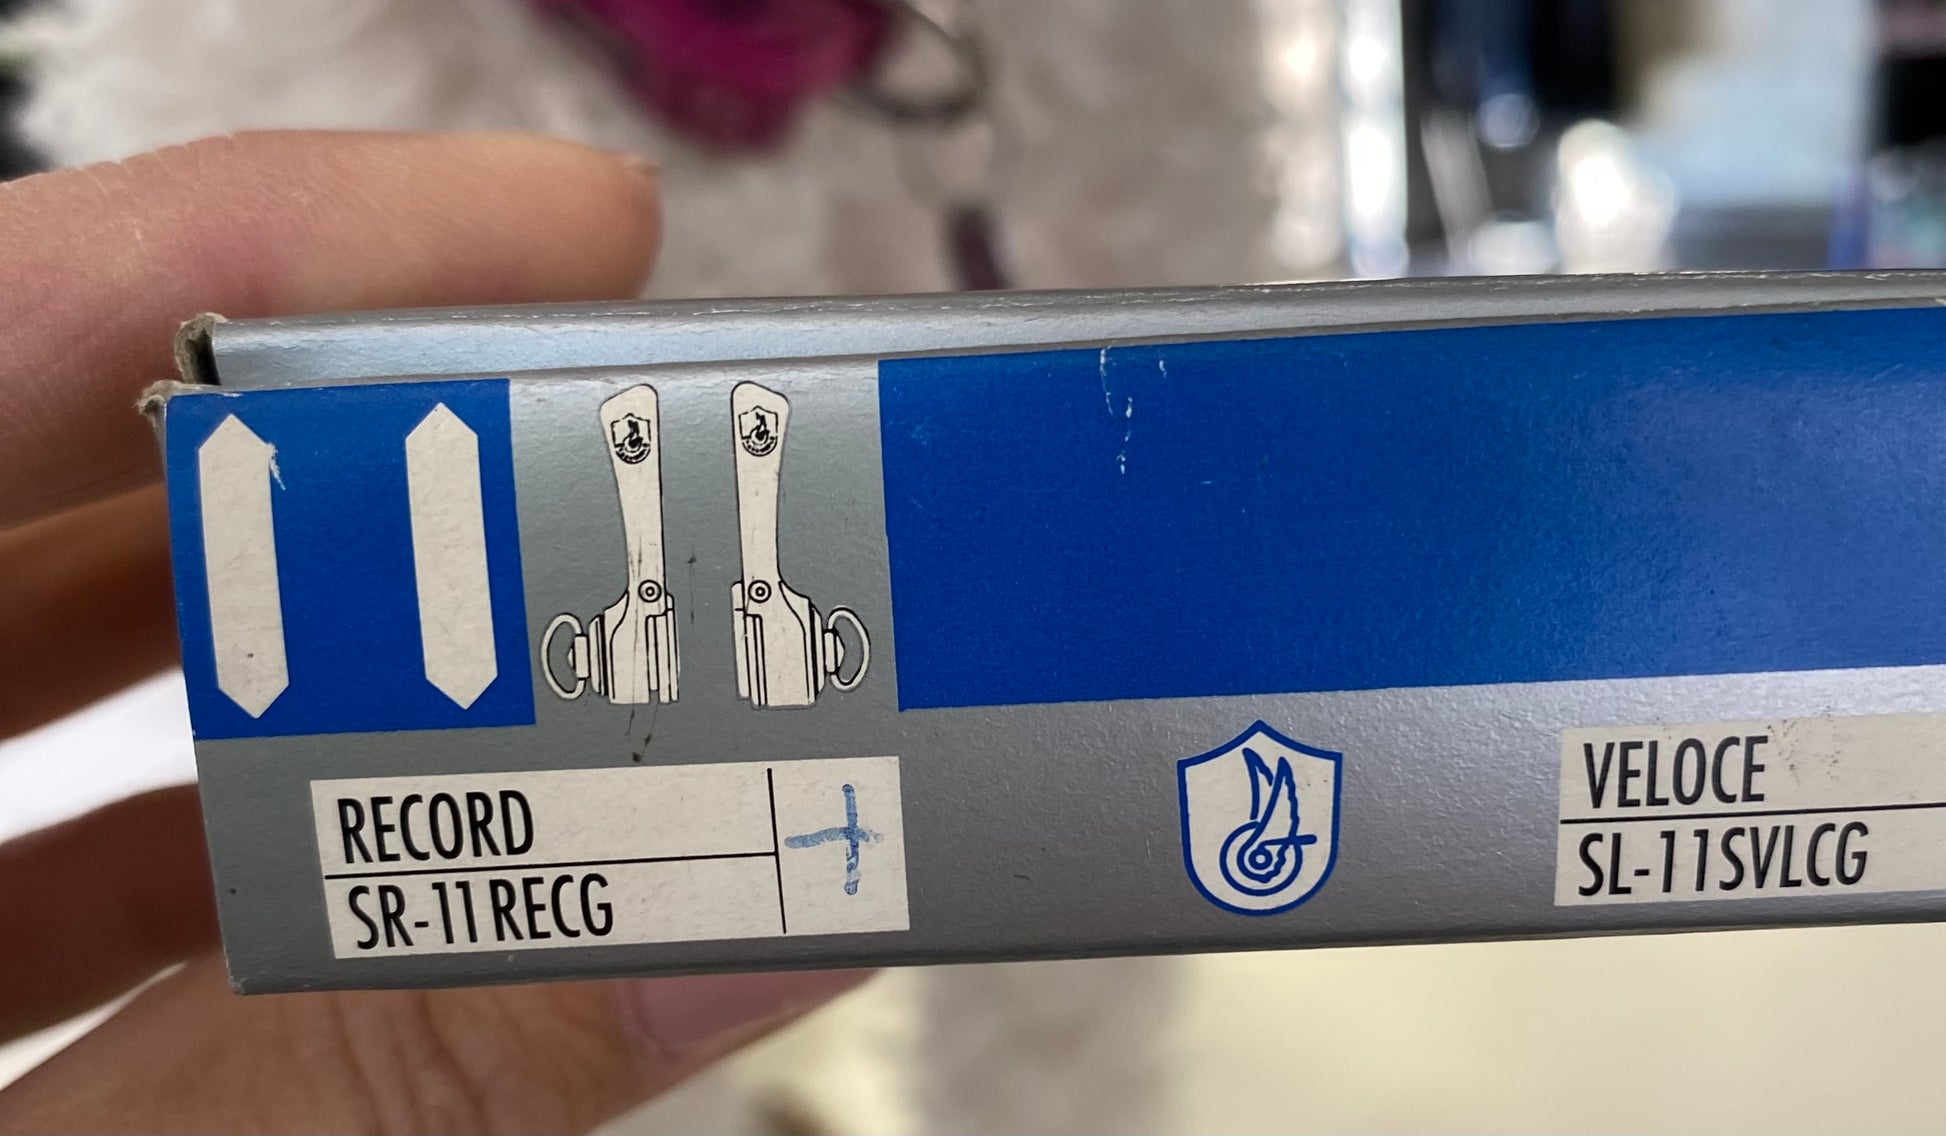 RECORD
SR-11RECG
+
VELOCE
SL-11SVLCG